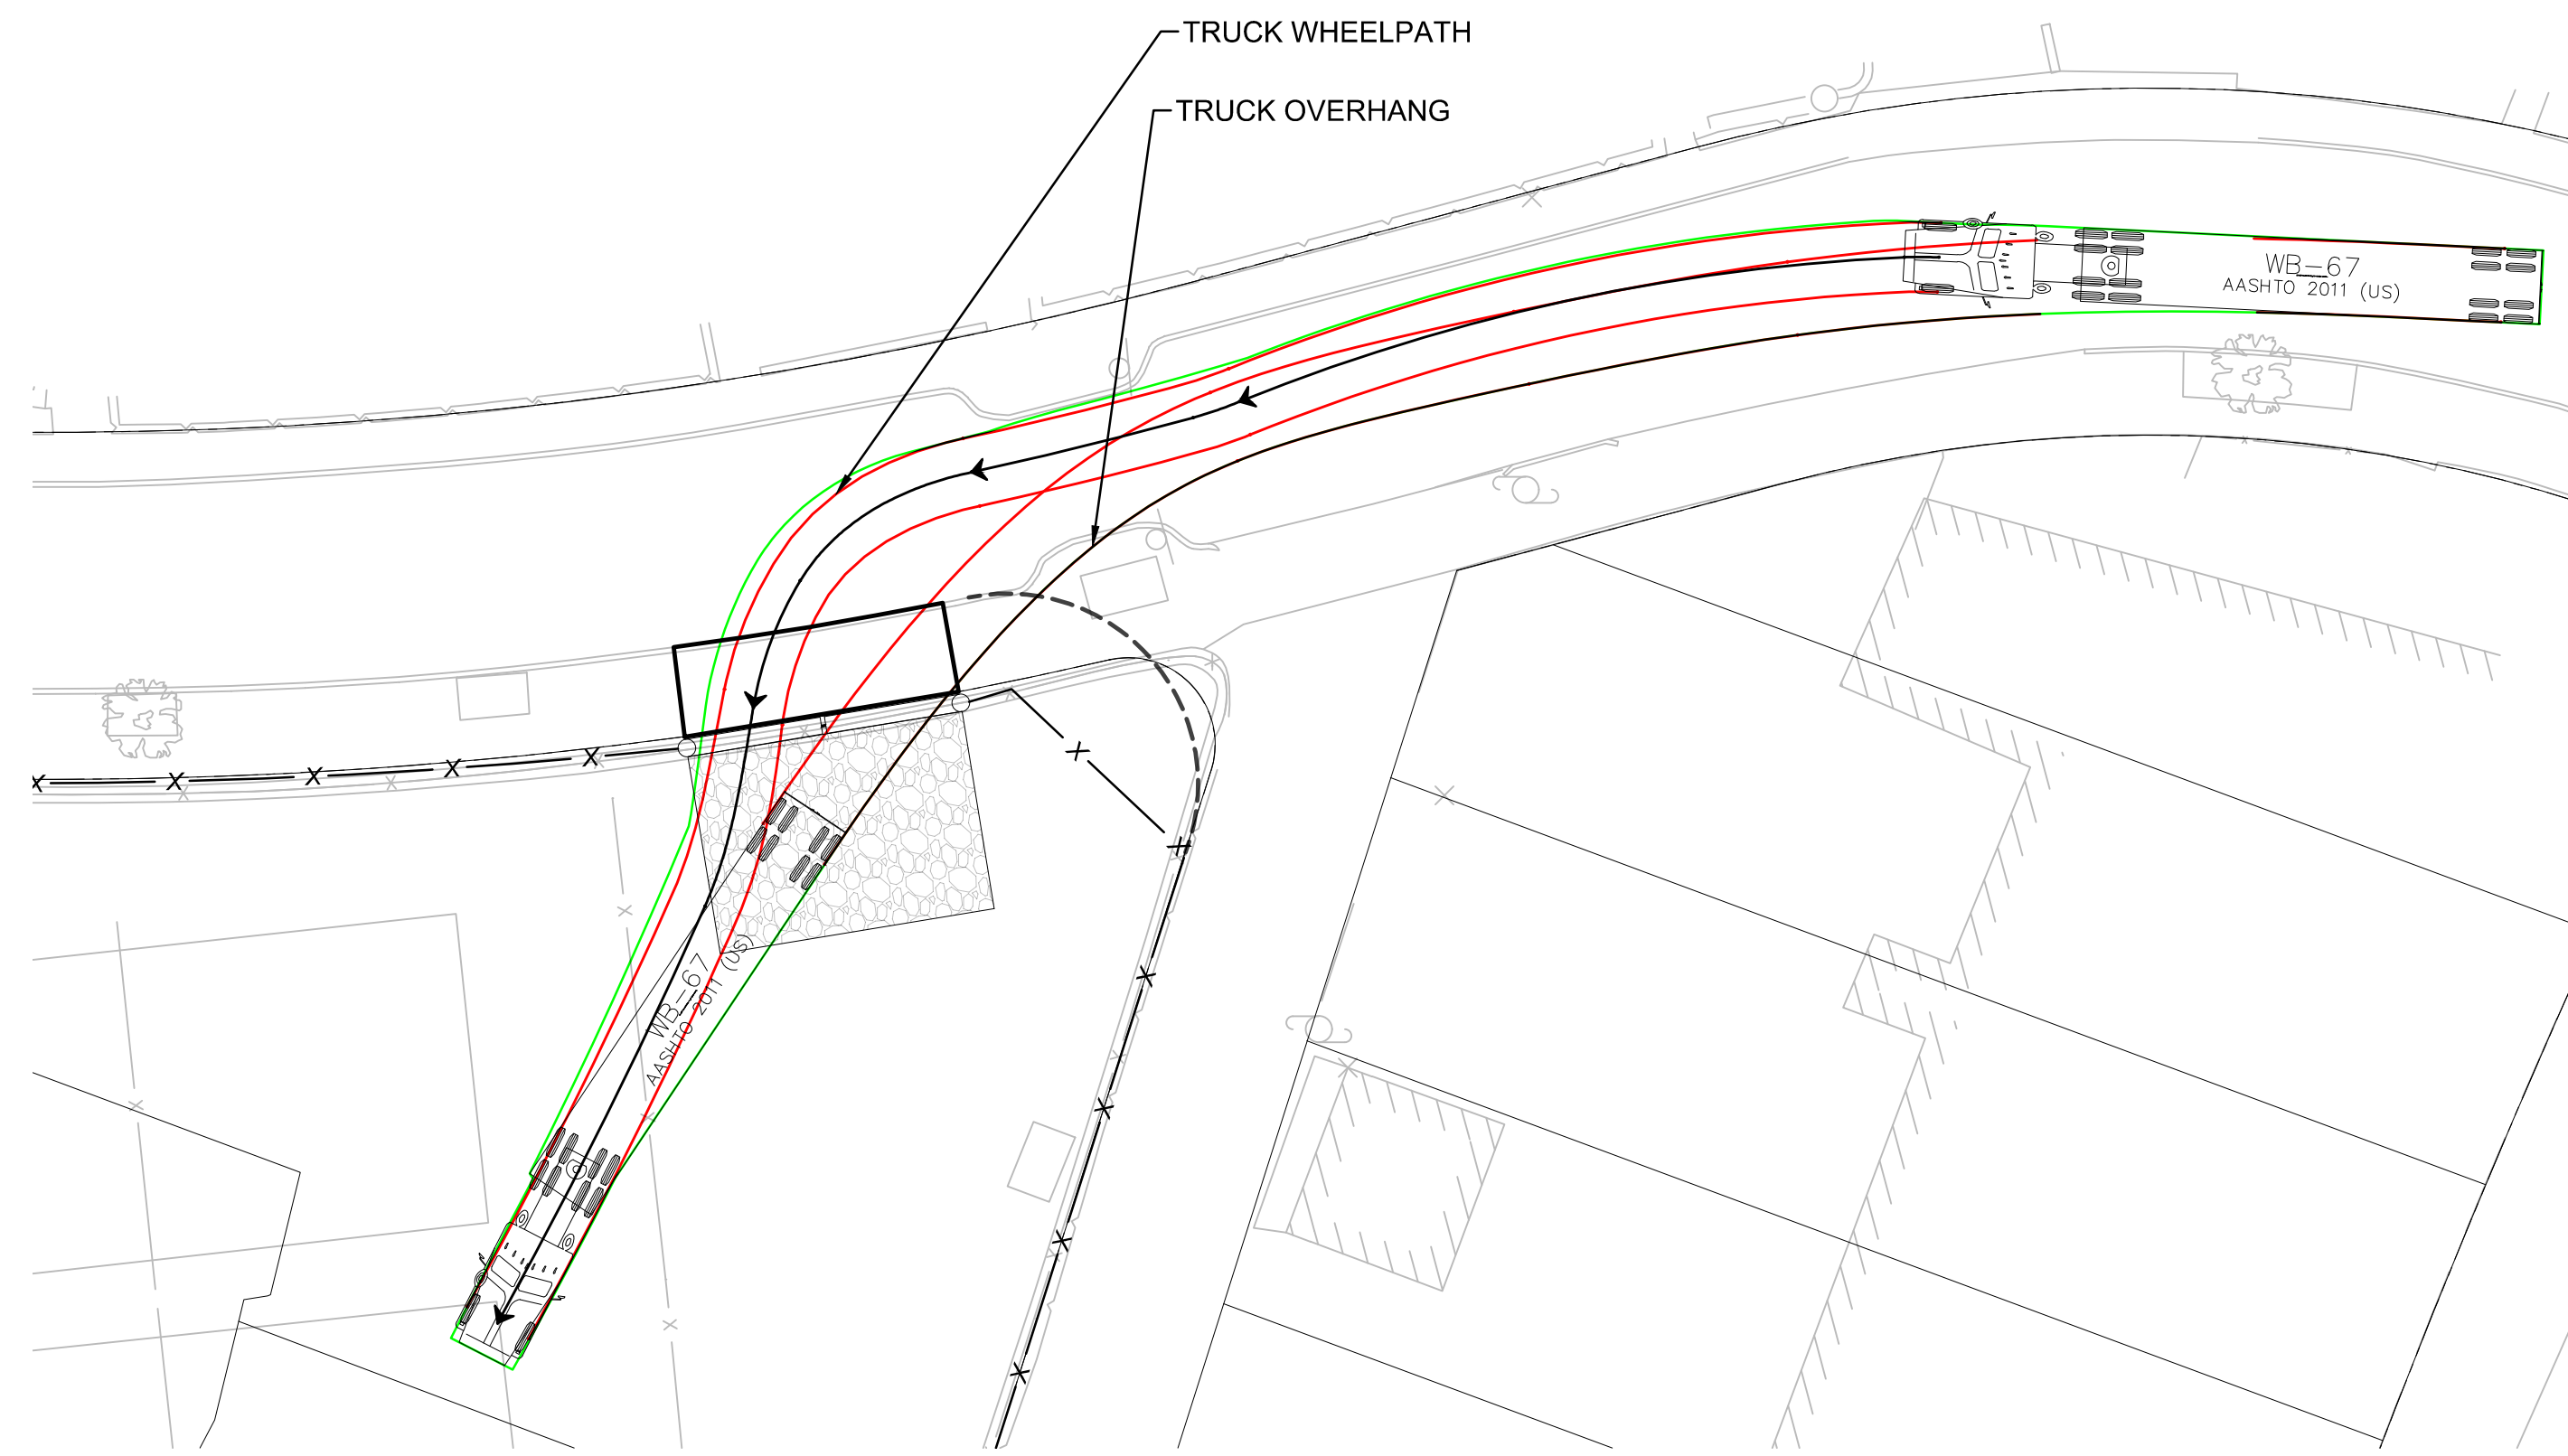 TRUCK WHEELPATH
TRUCK OVERHANG
WB-67
AASHTO 2011 (US)
X
X
X
X
X
X
X
X
X
X
X
WB-67
AASHTO 2011 (US)